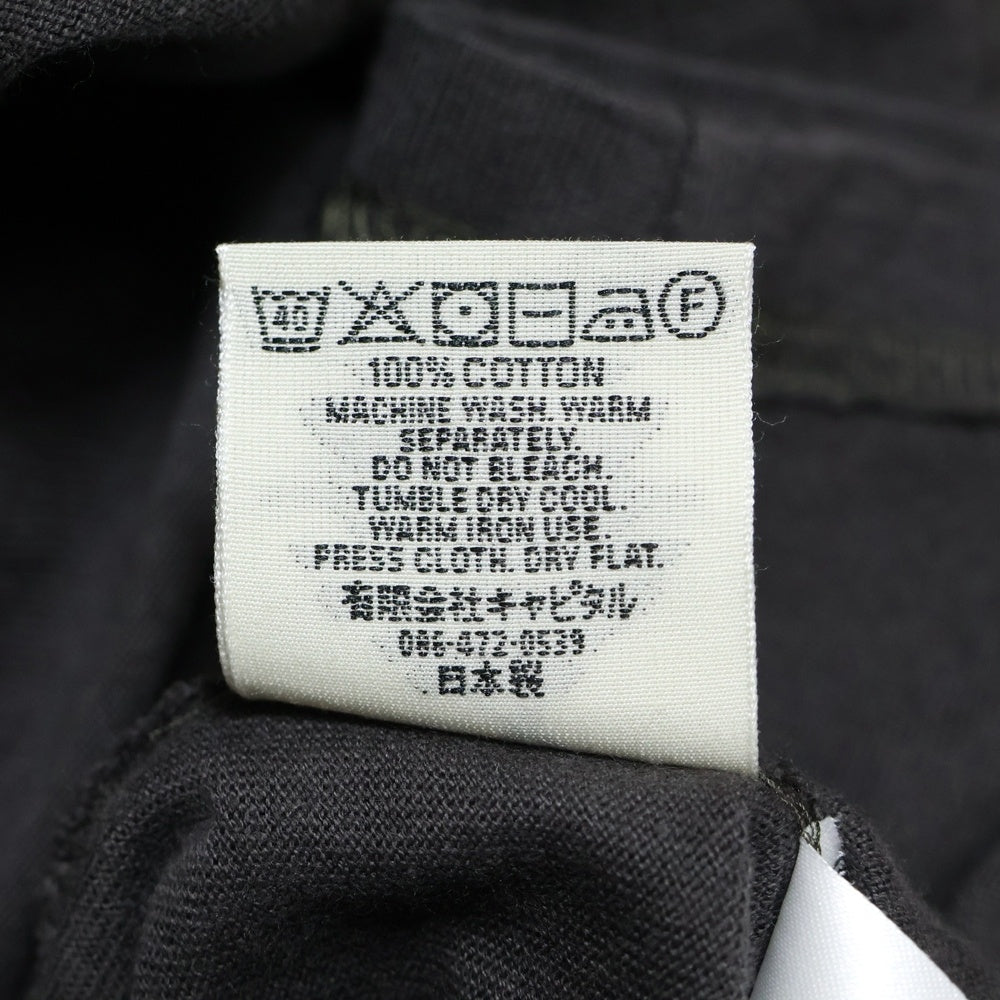 40 F
100% COTTON
MACHINE WASH. WARM
SEPARATELY.
DO NOT BLEACH.
TUMBLE DRY COOL.
WARM IRON USE.
PRESS CLOTH. DRY FLAT.
有限会社キャピタル
086-472-0539
日本製